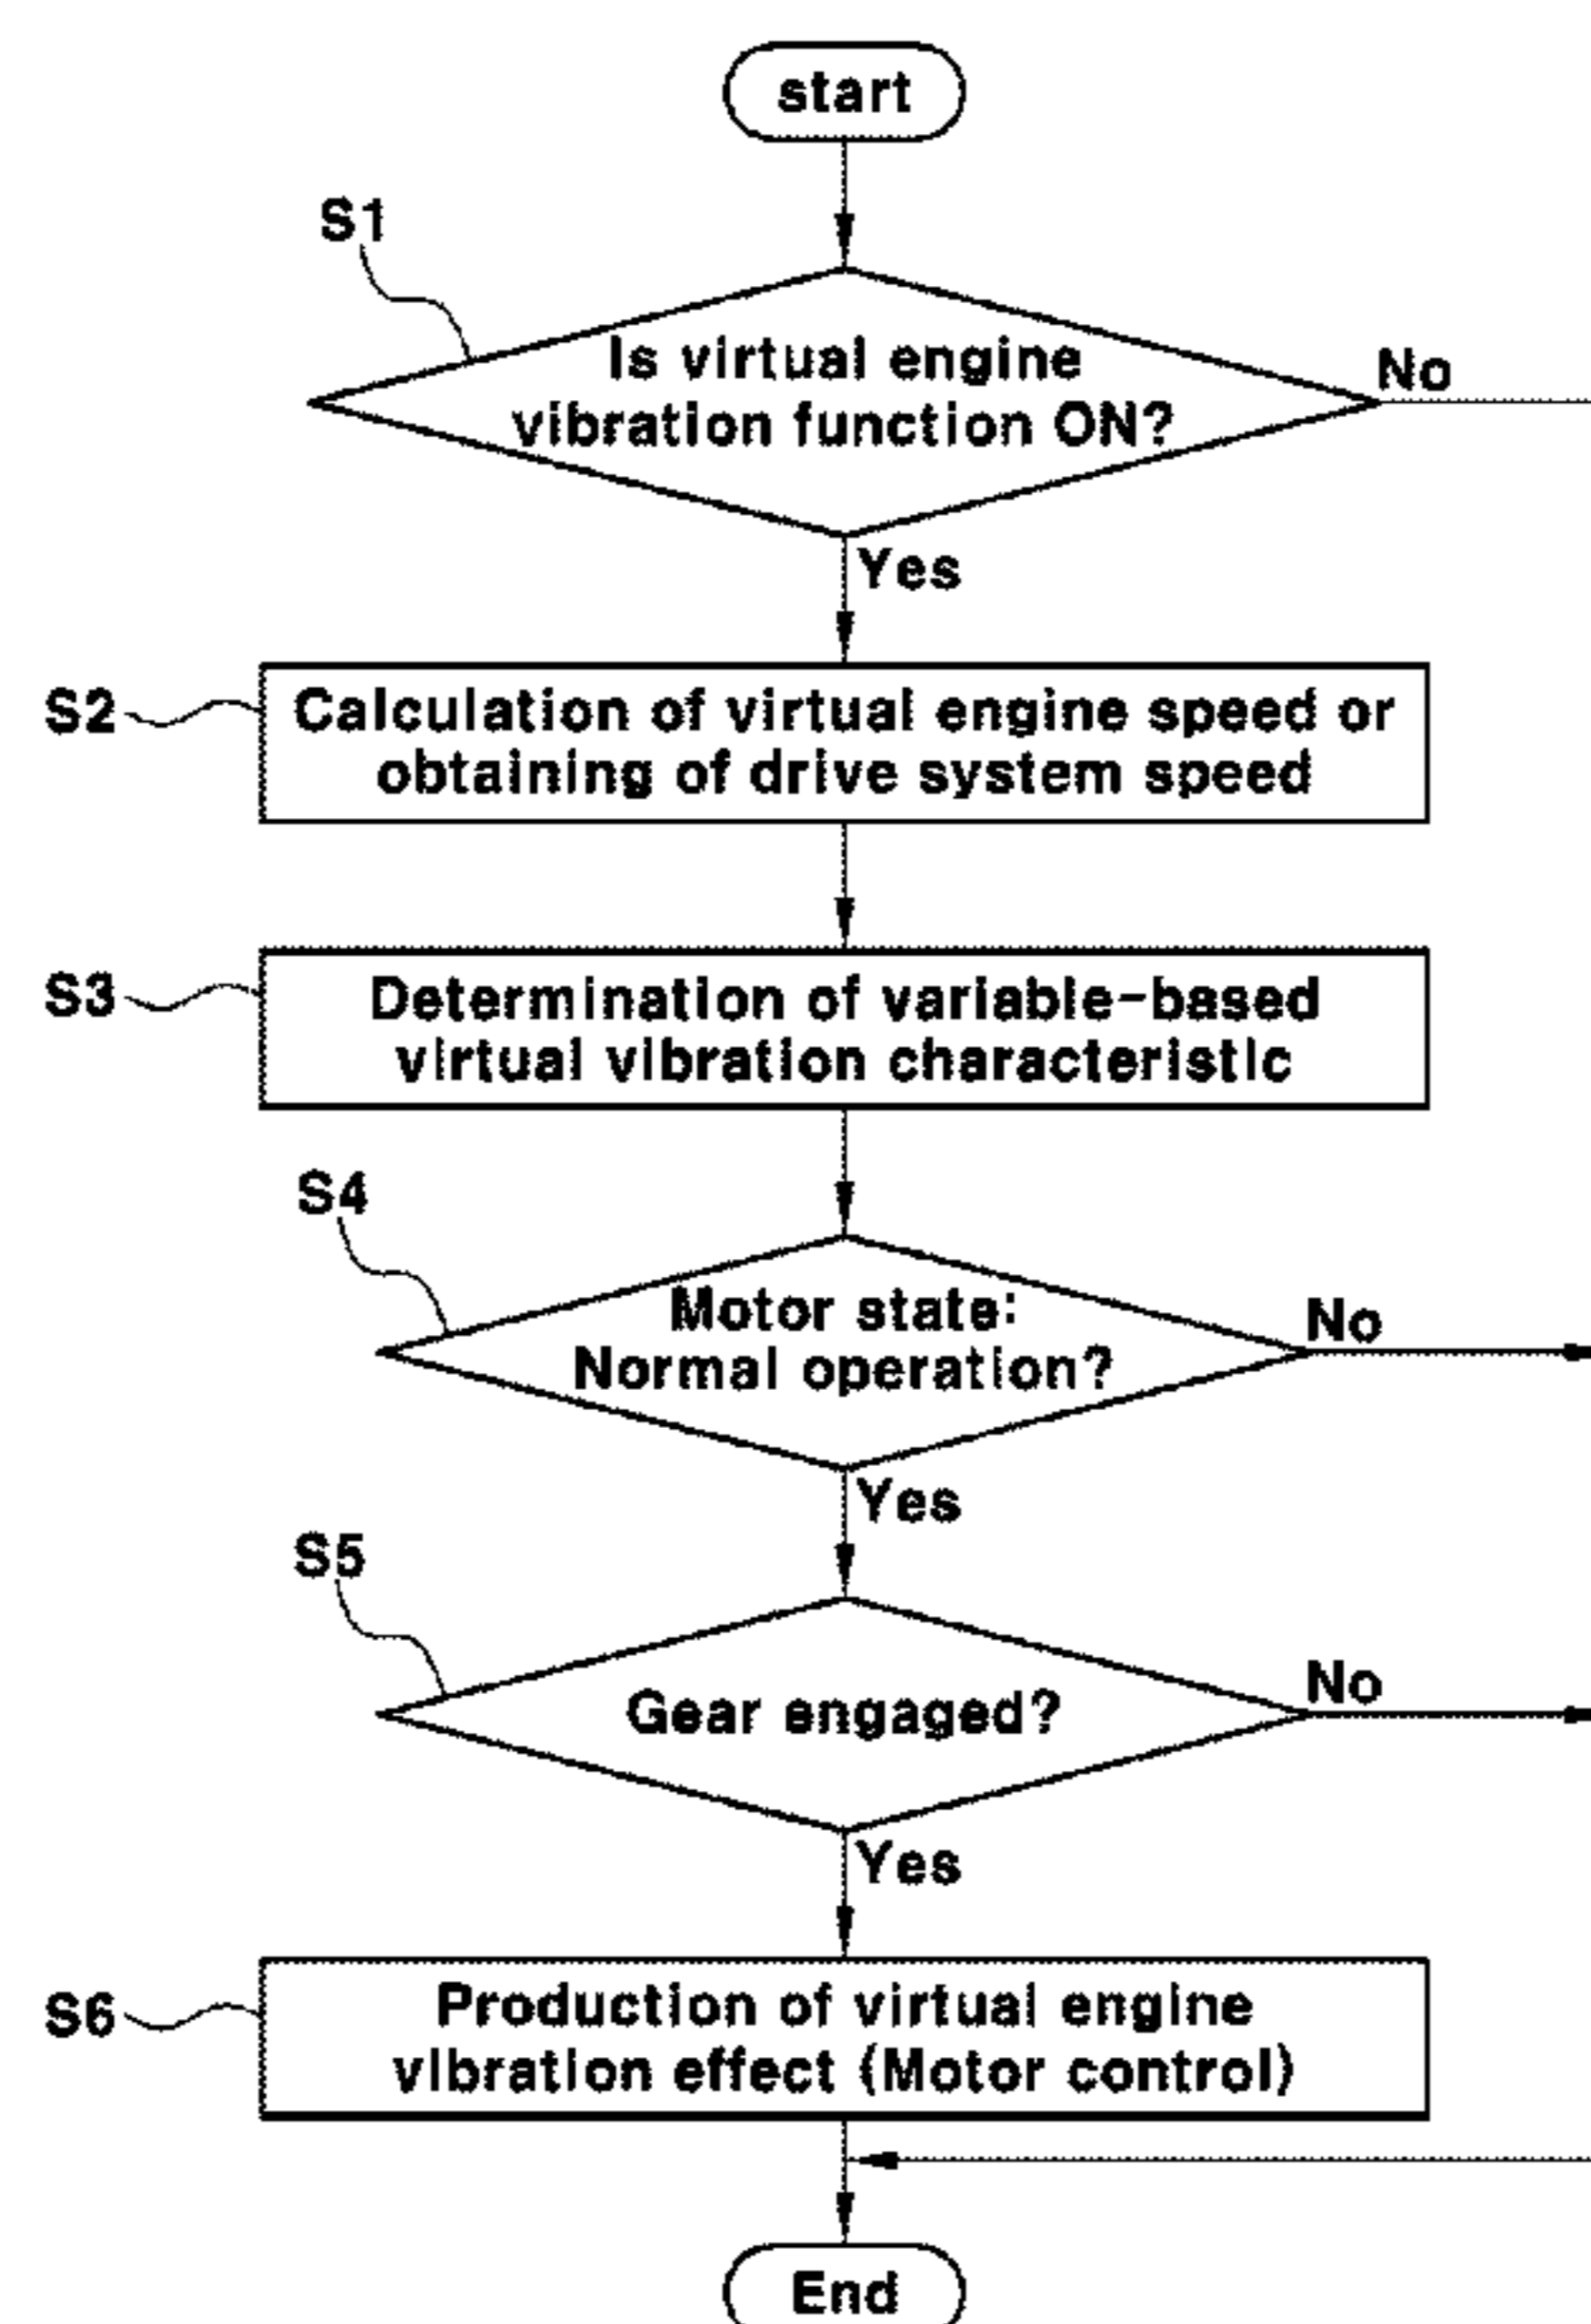 start
S1
Is virtual engine
vibration function ON?
No
Yes
S2
Calculation of virtual engine speed or
obtaining of drive system speed
S3
Determination of variable-based
virtual vibration characteristic
S4
Motor state:
Normal operation?
No
Yes
S5
Gear engaged?
No
Yes
S6
Production of virtual engine
vibration effect (Motor control)
End